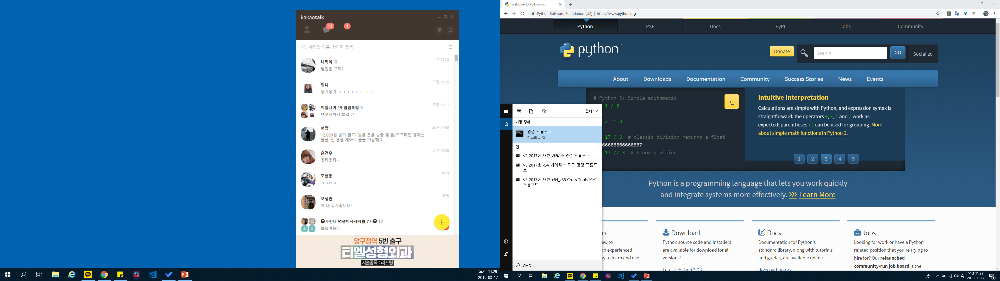 kakaotalk
12
1
채팅방 이름, 참여자 검색
내혁이
오전 11:12
남진은 교회?
워니
오전 11:29
옹키옹키 ㅋㅋㅋㅋㅋㅋㅋㅋㅋ
어플레이 19 임원톡방 6
오전 11:17
여섯시까지 할걸...?
현암
오전 10:56
12,000원 받기 완료! 받은 돈은 송금 및 온/오프라인 결제는
물론, 전 은행 계좌로 출금 가능해요.
윤건우
오전 10:56
옹키옹키~
조현동
어제
ㅇㅋㅇㅋ
오성빈
어제
아 네 감사합니다!
가천대 멋쟁이사자처럼 7기 12
보냈어용!!
압구정역 5번 출구
티엘성형외과
시술종목 : 리프팅
TALK
오전 11:29
2019-03-17
Welcome to Python.org
Python Software Foundation [US] | https://www.python.org
TO
Python
PSF
Docs
PyPI
Jobs
Community
python™
Donate
Search
GO
Socialize
About
Downloads
Documentation
Community
Success Stories
News
Events
# Python 3: Simple arithmetic
1 / 2
2 ** 3
17 / 3 # classic division returns a float
66666666666667
17 // 3 # floor division
>_
Intuitive Interpretation
Calculations are simple with Python, and expression syntax is
straightforward: the operators +, -, * and / work as
expected; parentheses () can be used for grouping. More
about simple math functions in Python 3.
1 2 3 4 5
Python is a programming language that lets you work quickly
and integrate systems more effectively. >>> Learn More
필터
가장 정확
명령 프롬프트
데스크톱 앱
앱
VS 2017에 대한 개발자 명령 프롬프트
VS 2017용 x64 네이티브 도구 명령 프롬프
트
VS 2017에 대한 x64_x86 Cross Tools 명령
프롬프트
CMD
ed
ew to
an experienced
sy to learn and use
Download
Python source code and installers
are available for download for all
versions!
Latest: Python 3.7.2
Docs
Documentation for Python's
standard library, along with tutorials
and guides, are available online.
docs.python.org
Jobs
Looking for work or have a Python
related position that you're trying to
hire for? Our relaunched
community-run job board is the
TALK
A
오전 11:29
2019-03-17